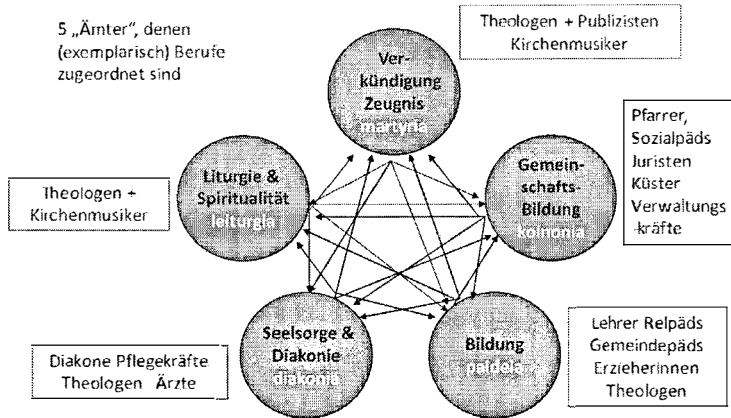 5 „Ämter“, denen
(exemplarisch) Berufe
zugeordnet sind
Theologen + Publizisten
Kirchenmusiker
Ver-
kündigung
Zeugnis
martyria
Pfarrer,
Sozialpäds
Juristen
Küster
Verwaltungs
-kräfte
Gemein-
schafts-
Bildung
koinonia
Liturgie &
Spiritualität
leiturgia
Theologen +
Kirchenmusiker
Seelsorge &
Diakonie
diakonia
Diakone Pflegekräfte
Theologen Ärzte
Bildung
paideia
Lehrer Relpäds
Gemeindepäds
ErzieherInnen
Theologen